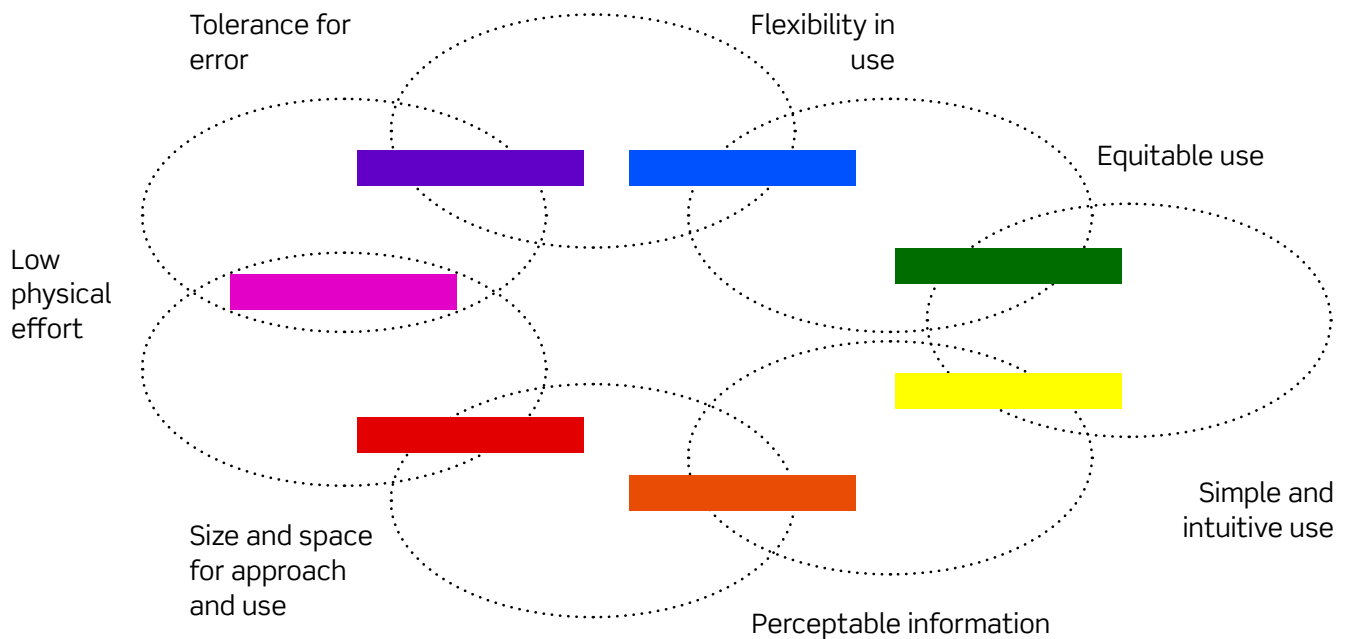 Tolerance for
error
Flexibility in
use
Equitable use
Low
physical
effort
Simple and
intuitive use
Size and space
for approach
and use
Perceptable information